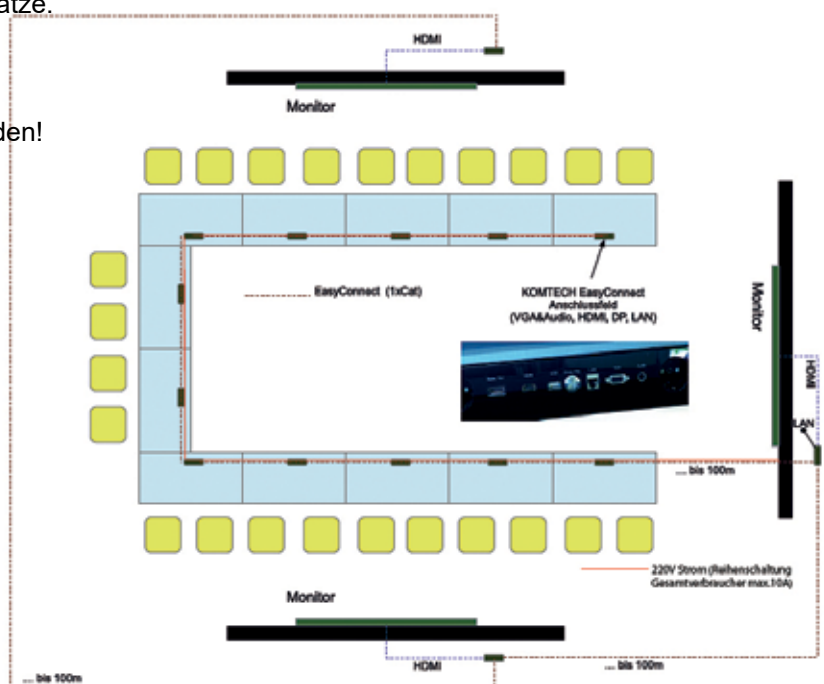 ätze.
HDMI
Monitor
den!
EasyConnect (1xCat)
KOMTECH EasyConnect
Anschlussfeld
(VGA&Audio, HDMI, DP, LAN)
Monitor
HDMI
LAN
.... bis 100m
220V Strom (Reihenschaltung
Gesamtverbraucher max.10A)
Monitor
HDMI
.... bis 100m
.... bis 100m